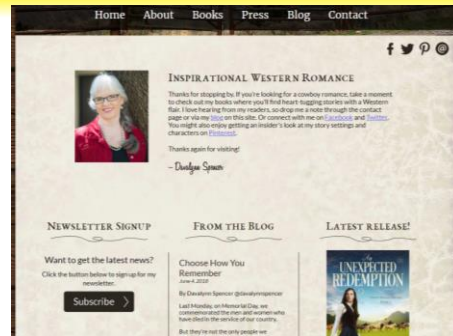 Home About Books Press Blog Contact
INSPIRATIONAL WESTERN ROMANCE
Thanks for stopping by. If you're looking for a cowboy romance, take a moment
to check out my books where you'll find heart-tugging stories with a Western
flair. I love hearing from my readers, so drop me a note through the contact
page or via my blog on this site. Or connect with me on Facebook and Twitter.
You might also enjoy getting an insider's look at my story settings and
characters on Pinterest.
Thanks again for visiting!
– Davalynn Spencer
NEWSLETTER SIGNUP
Want to get the latest news?
Click the button below to sign up for my
newsletter.
Subscribe
FROM THE BLOG
Choose How You
Remember
June 4, 2018
By Davalynn Spencer @davalynnspencer
Last Monday, on Memorial Day, we
commemorated the men and women who
have died in the service of our country.
But they're not the only people we
LATEST RELEASE!
An
UNEXPECTED
REDEMPTION